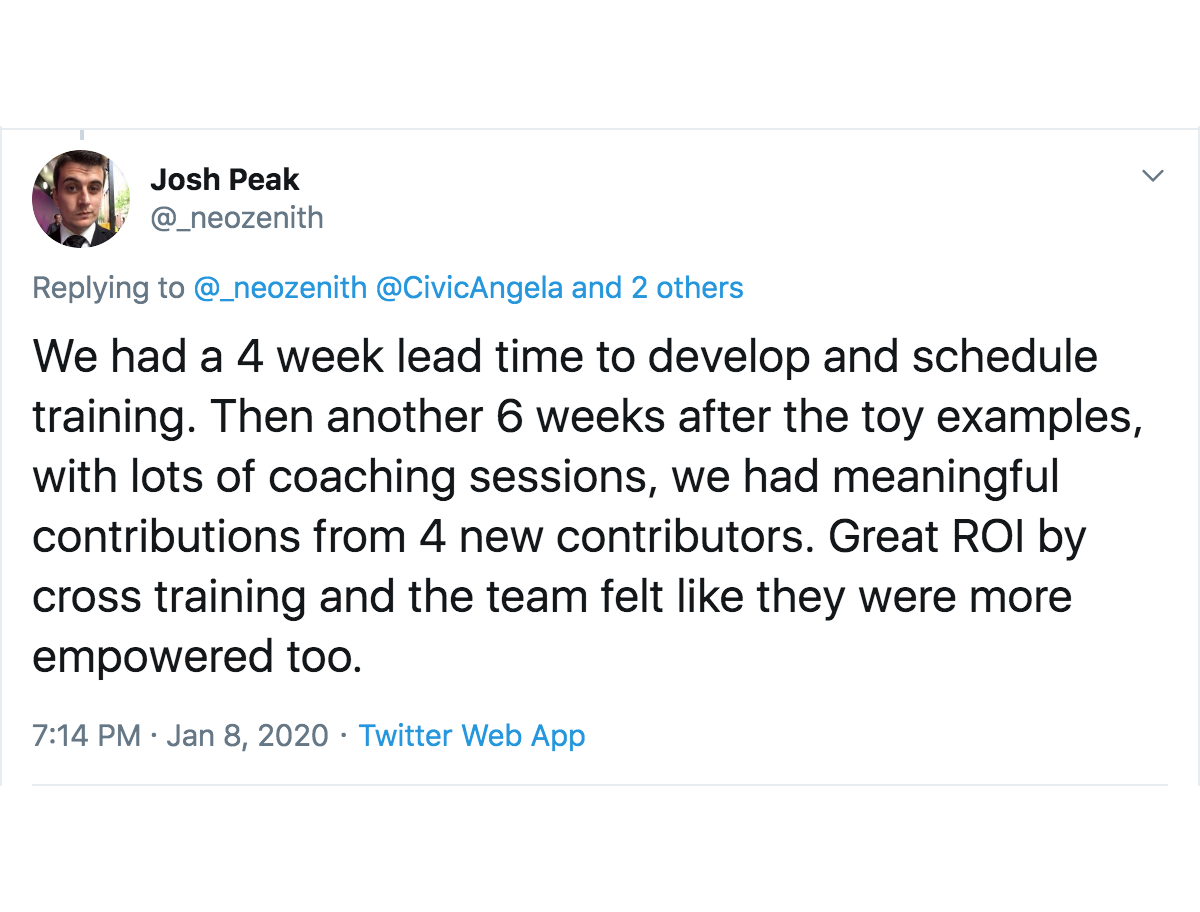 Josh Peak
@_neozenith
Replying to @_neozenith @CivicAngela and 2 others
We had a 4 week lead time to develop and schedule
training. Then another 6 weeks after the toy examples,
with lots of coaching sessions, we had meaningful
contributions from 4 new contributors. Great ROI by
cross training and the team felt like they were more
empowered too.
7:14 PM · Jan 8, 2020 · Twitter Web App